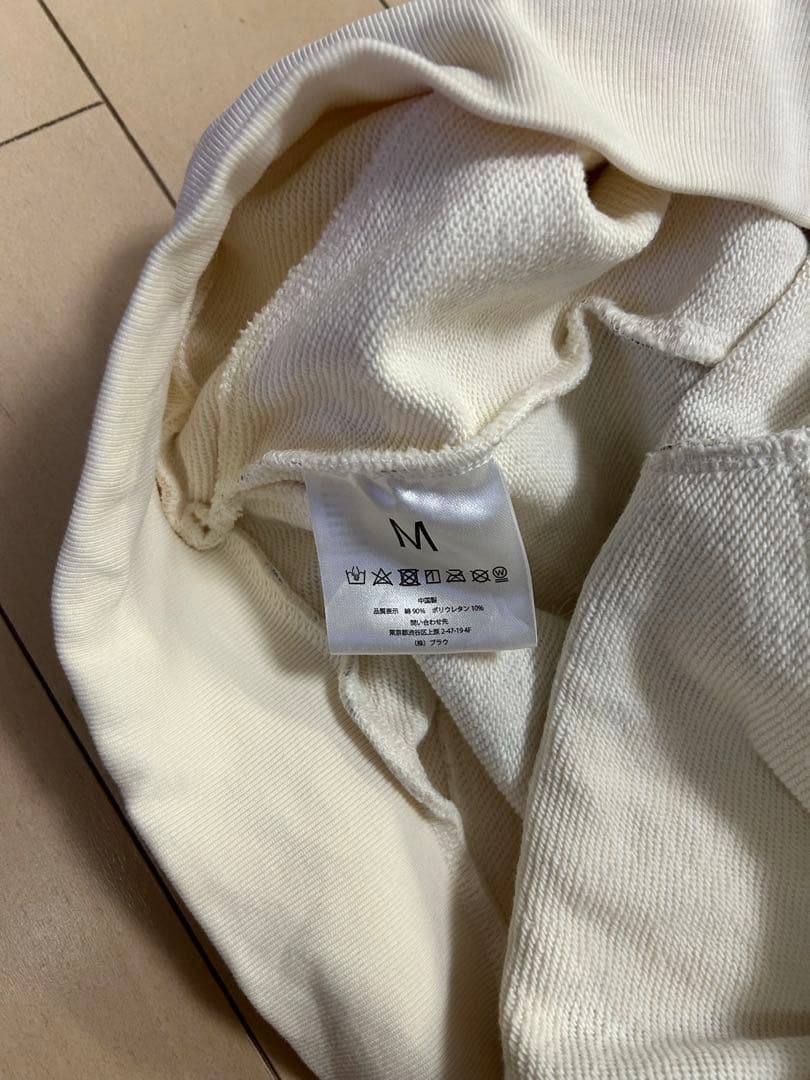 M
中国製
品質表示 綿 90% ポリウレタン 10%
問い合わせ先
東京都渋谷区上原 2-47-19-4F
(株) ブラウ